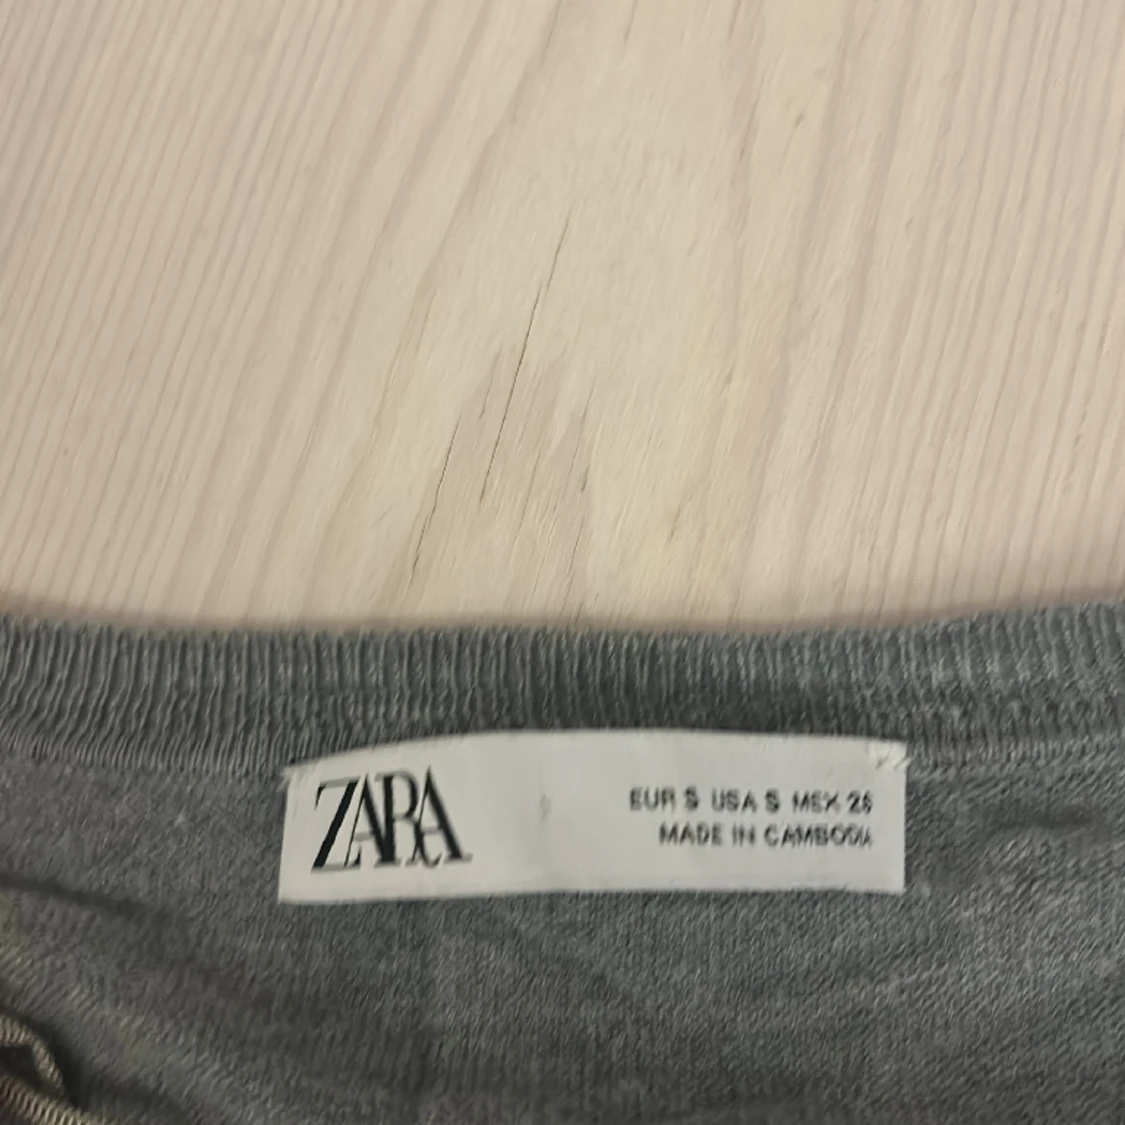 ZARA
EUR S USA S MEX 26
MADE IN CAMBODIA